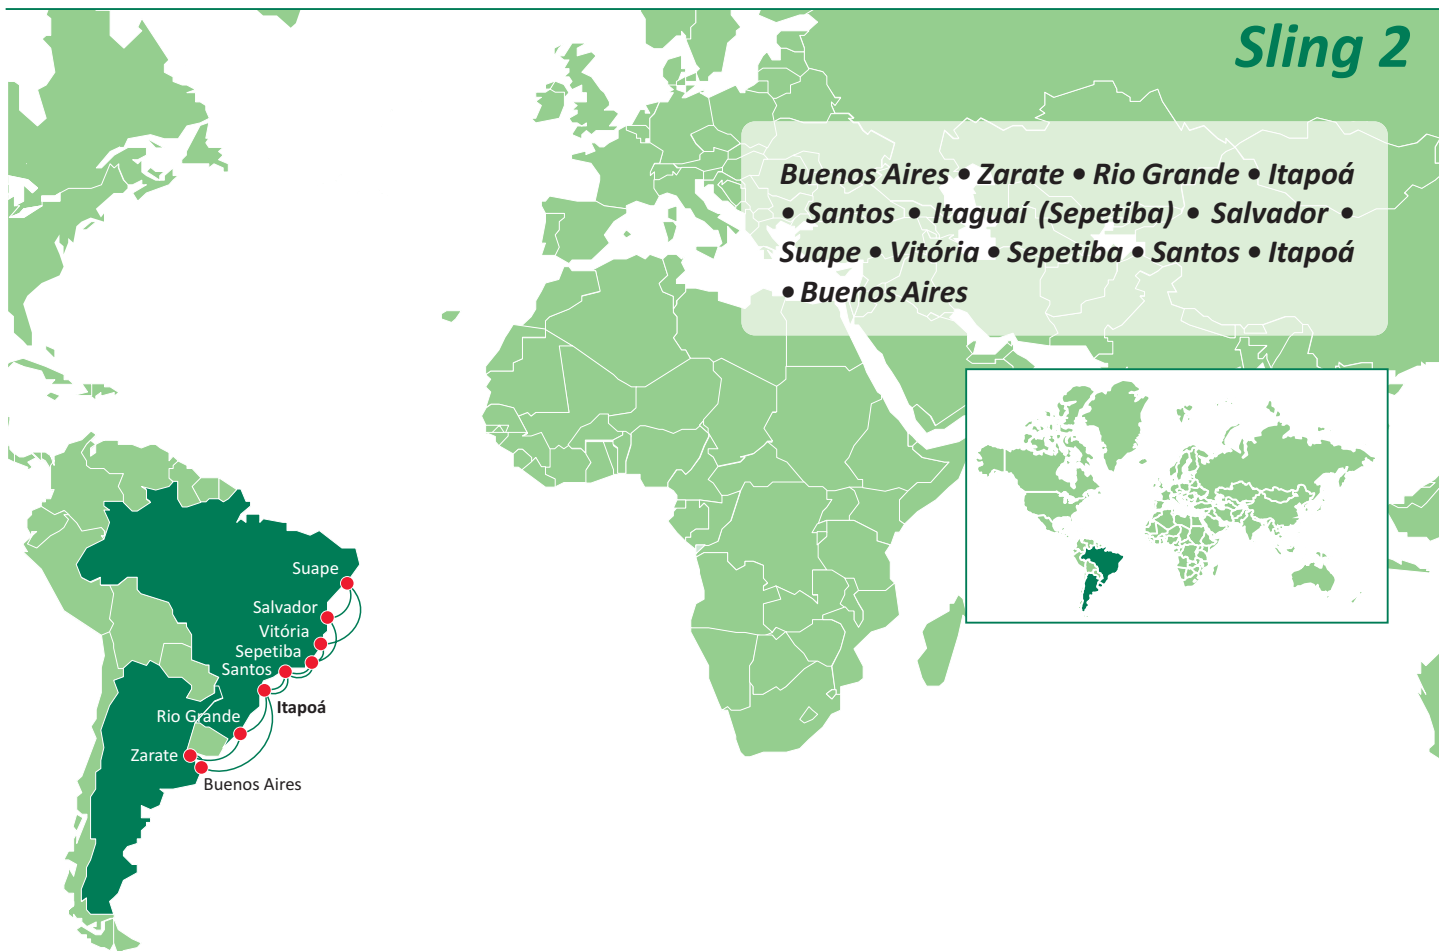 Sling 2
Buenos Aires • Zarate • Rio Grande • Itapoá
• Santos • Itaguaí (Sepetiba) • Salvador •
Suape • Vitória • Sepetiba • Santos • Itapoá
• Buenos Aires
Suape
Salvador
Vitória
Sepetiba
Santos
Itapoá
Rio Grande
Zarate
Buenos Aires